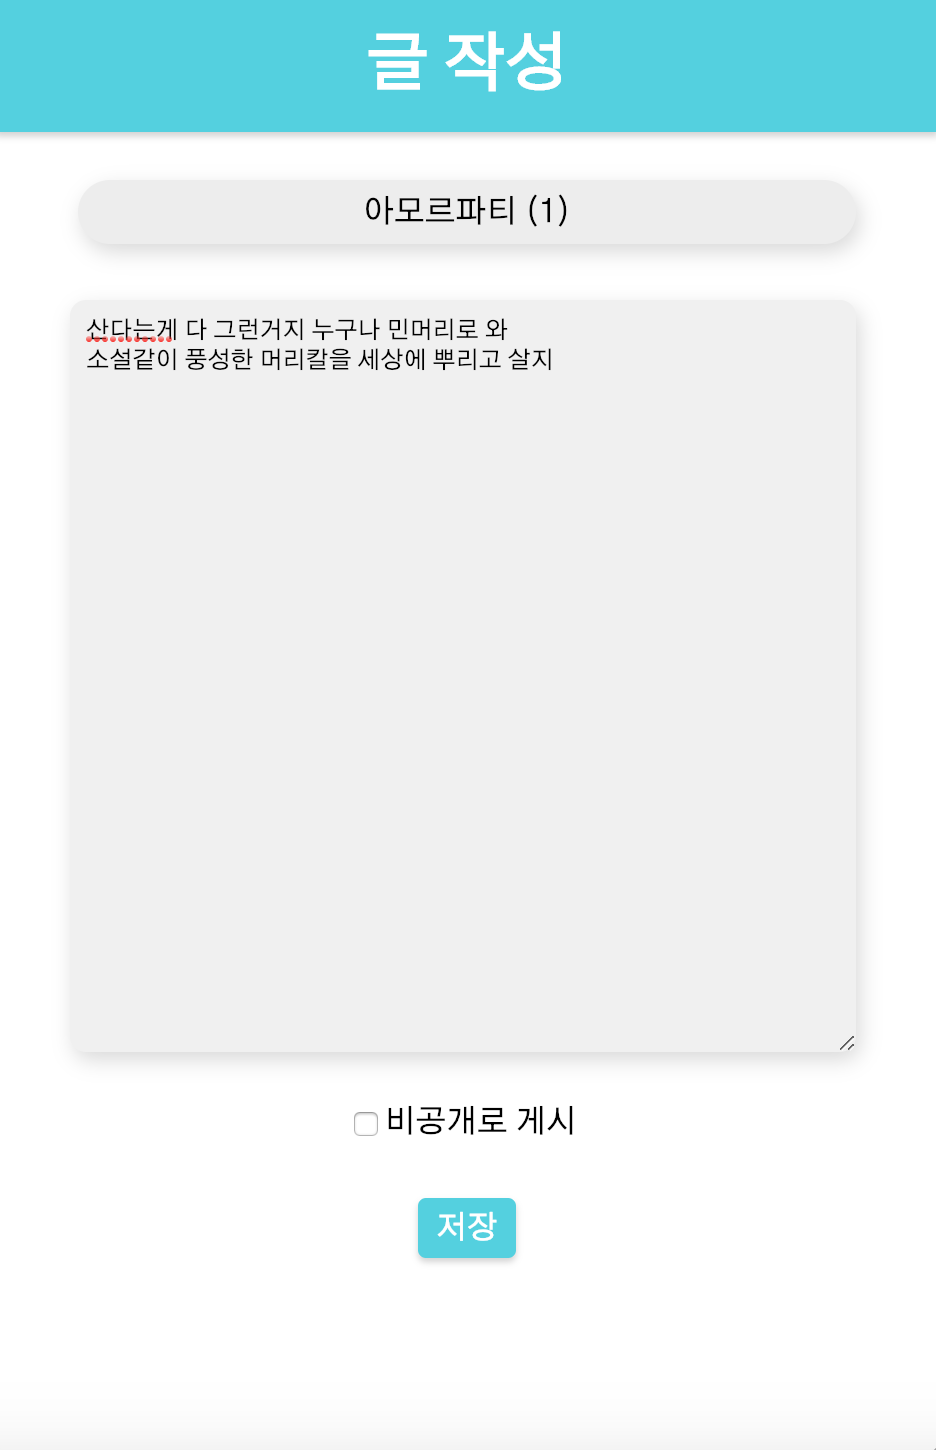 글 작성
아모르파티 (1)
산다는게 다 그런거지 누구나 민머리로 와
소설같이 풍성한 머리칼을 세상에 뿌리고 살지
비공개로 게시
저장